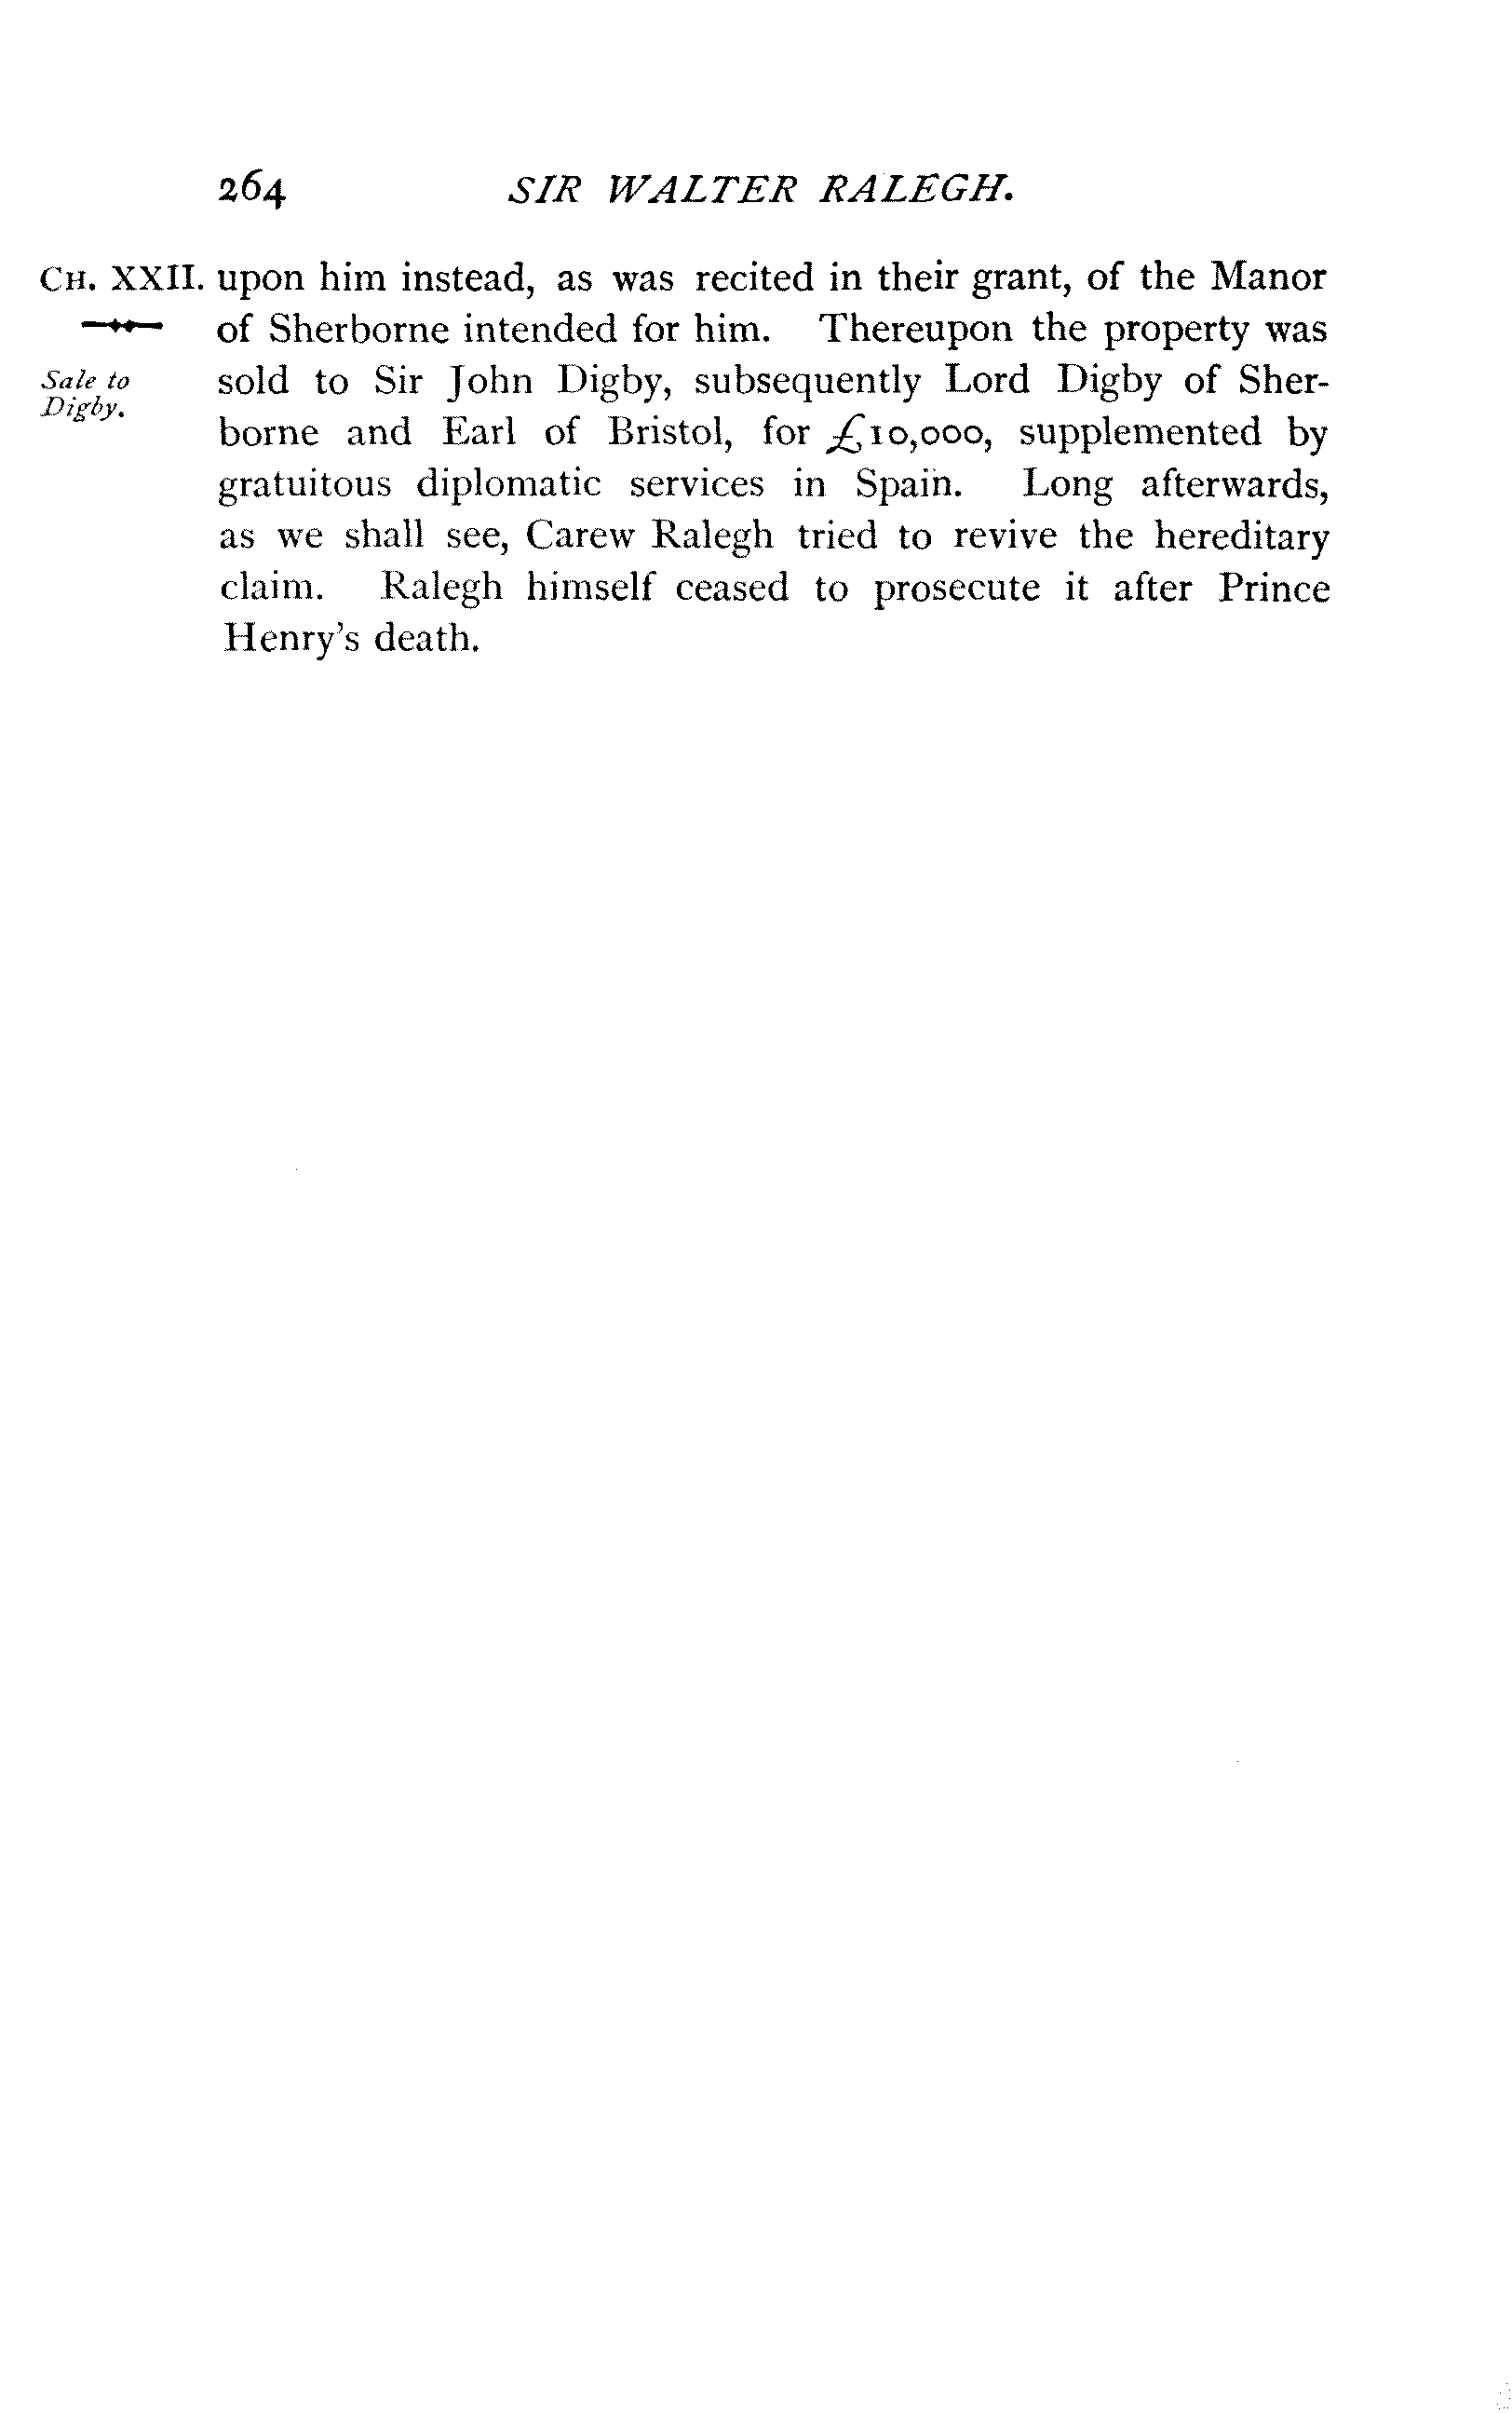 264 SIR WALTER RALEGH.
CH. XXII. upon him instead, as was recited in their grant, of the Manor
of Sherborne intended for him. Thereupon the property was
Sale to
Digby.
sold to Sir John Digby, subsequently Lord Digby of Sher-
borne and Earl of Bristol, for £10,000, supplemented by
gratuitous diplomatic services in Spain. Long afterwards,
as we shall see, Carew Ralegh tried to revive the hereditary
claim. Ralegh himself ceased to prosecute it after Prince
Henry's death.